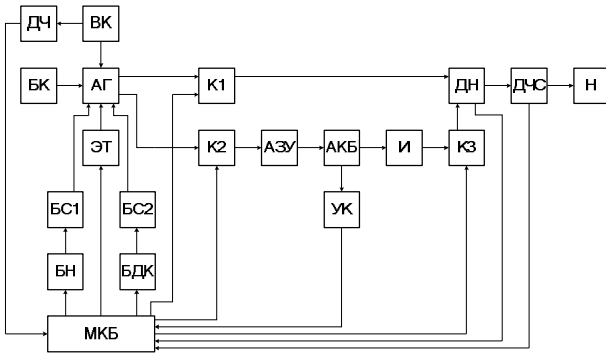 ДЧ ВК
БК АГ К1 ДН ДЧС Н
ЭТ К2 АЗУ АКБ И К3
БС1 БС2 УК
БН БДК
МКБ